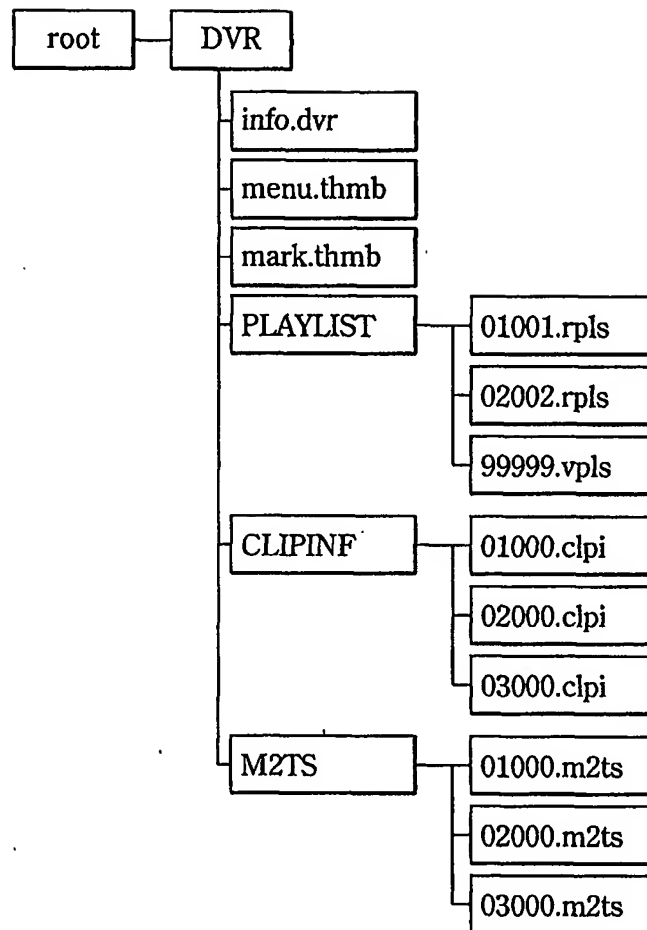 root DVR
info.dvr
menu.thmb
mark.thmb
PLAYLIST 01001.rpls
02002.rpls
99999.vpls
CLIPINF 01000.clpi
02000.clpi
03000.clpi
M2TS 01000.m2ts
02000.m2ts
03000.m2ts